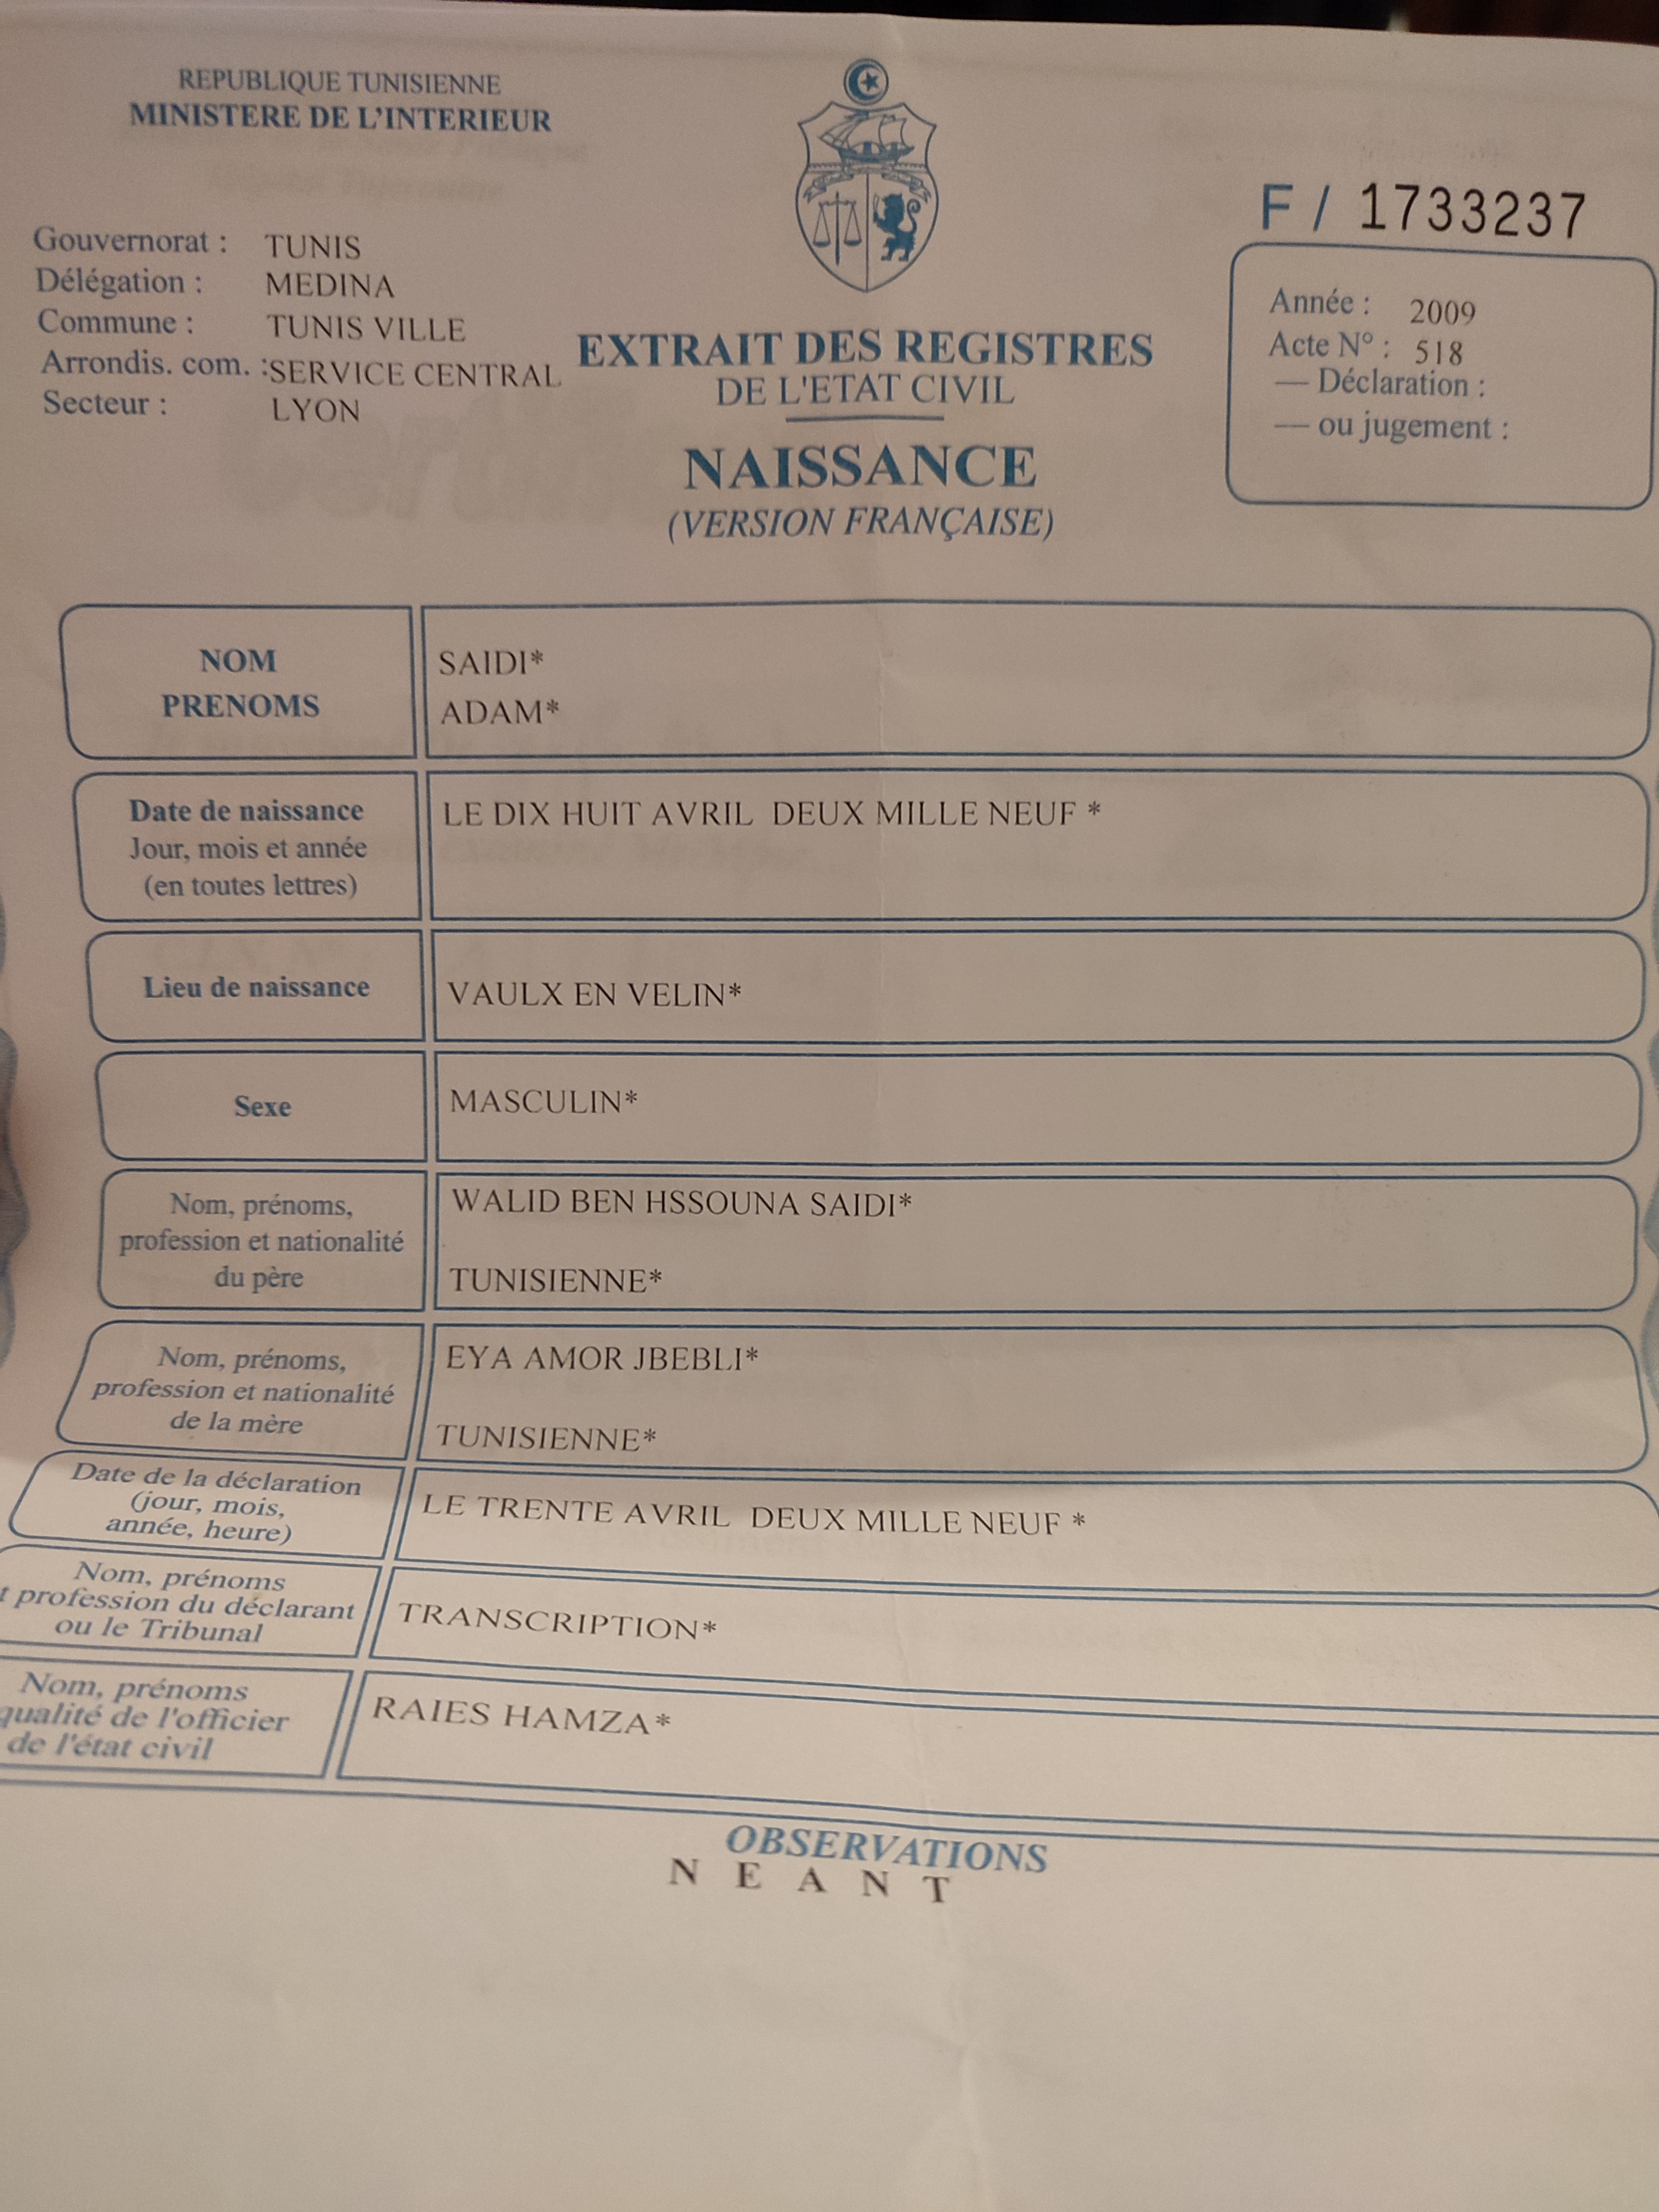 REPUBLIQUE TUNISIENNE
MINISTERE DE L'INTERIEUR
F / 1733237
Gouvernorat : TUNIS
Délégation : MEDINA
Commune : TUNIS VILLE
Arrondis. com. : SERVICE CENTRAL
Secteur : LYON
Année : 2009
Acte N° : 518
— Déclaration :
— ou jugement :
EXTRAIT DES REGISTRES
DE L'ETAT CIVIL
NAISSANCE
(VERSION FRANÇAISE)
NOM SAIDI*
PRENOMS ADAM*
Date de naissance LE DIX HUIT AVRIL DEUX MILLE NEUF *
Jour, mois et année
(en toutes lettres)
Lieu de naissance VAULX EN VELIN*
Sexe MASCULIN*
Nom, prénoms, WALID BEN HSSOUNA SAIDI*
profession et nationalité
du père TUNISIENNE*
Nom, prénoms, EYA AMOR JBEBLI*
profession et nationalité
de la mère TUNISIENNE*
Date de la déclaration
(jour, mois, LE TRENTE AVRIL DEUX MILLE NEUF *
année, heure)
Nom, prénoms
t profession du déclarant TRANSCRIPTION*
ou le Tribunal
Nom, prénoms RAIES HAMZA*
qualité de l'officier
de l'état civil
OBSERVATIONS
N E A N T